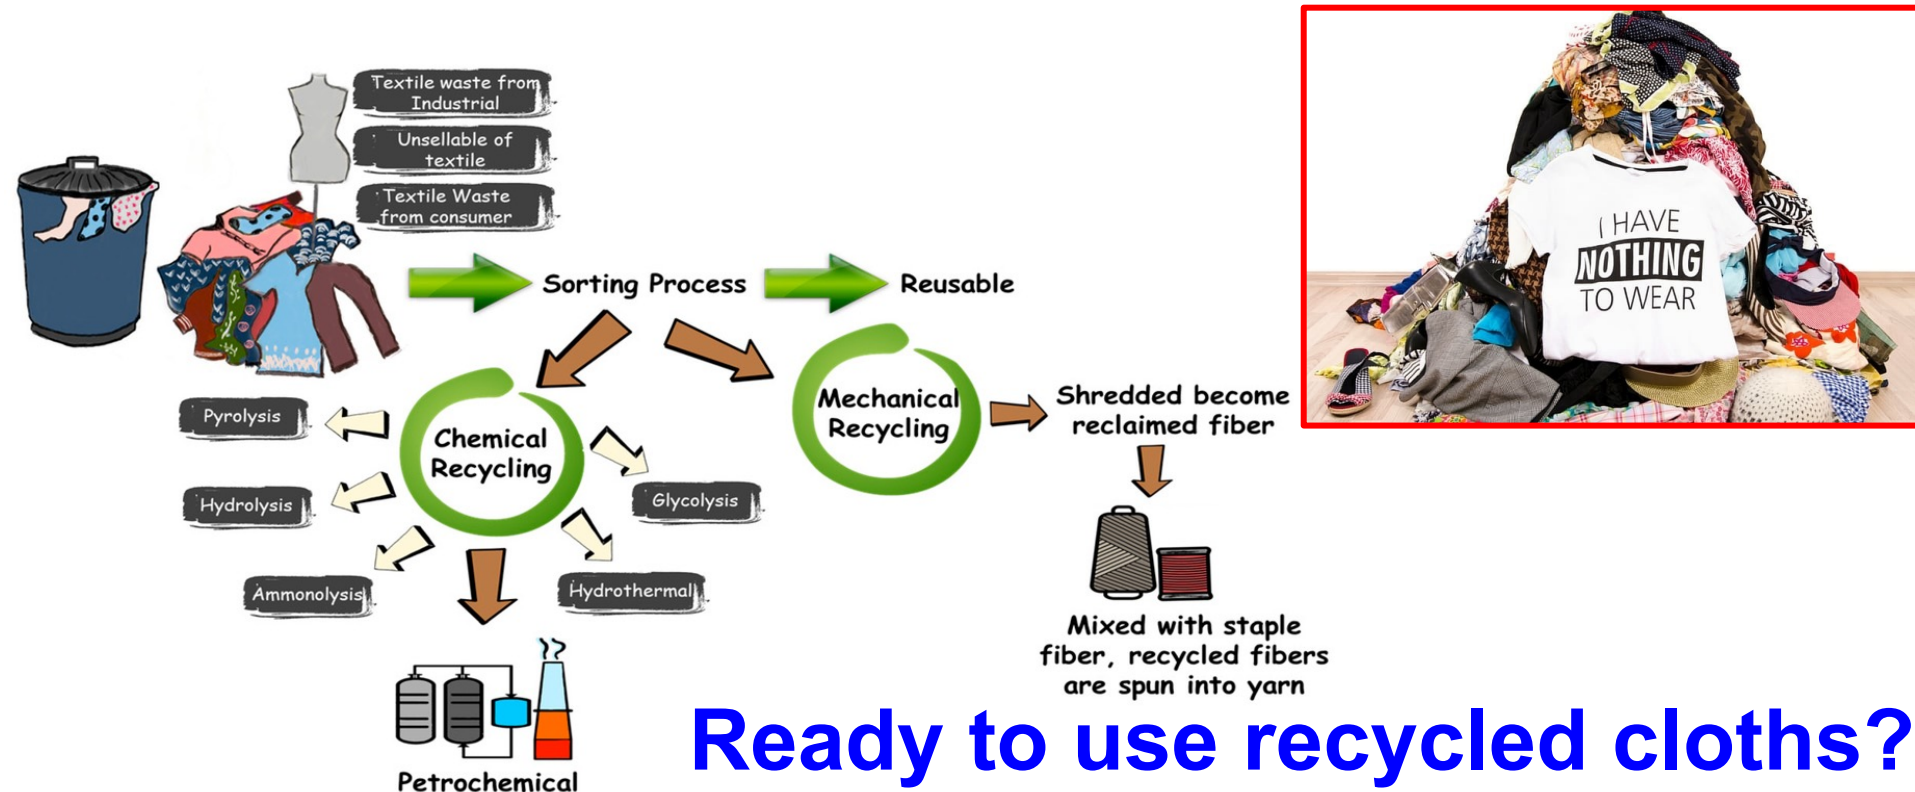 Textile waste from
Industrial
Unsellable of
textile
Textile Waste
from consumer
Sorting Process
Reusable
Chemical
Recycling
Pyrolysis
Hydrolysis
Ammonolysis
Hydrothermal
Glycolysis
Petrochemical
Mechanical
Recycling
Shredded become
reclaimed fiber
Mixed with staple
fiber, recycled fibers
are spun into yarn
I HAVE
NOTHING
TO WEAR
Ready to use recycled cloths?